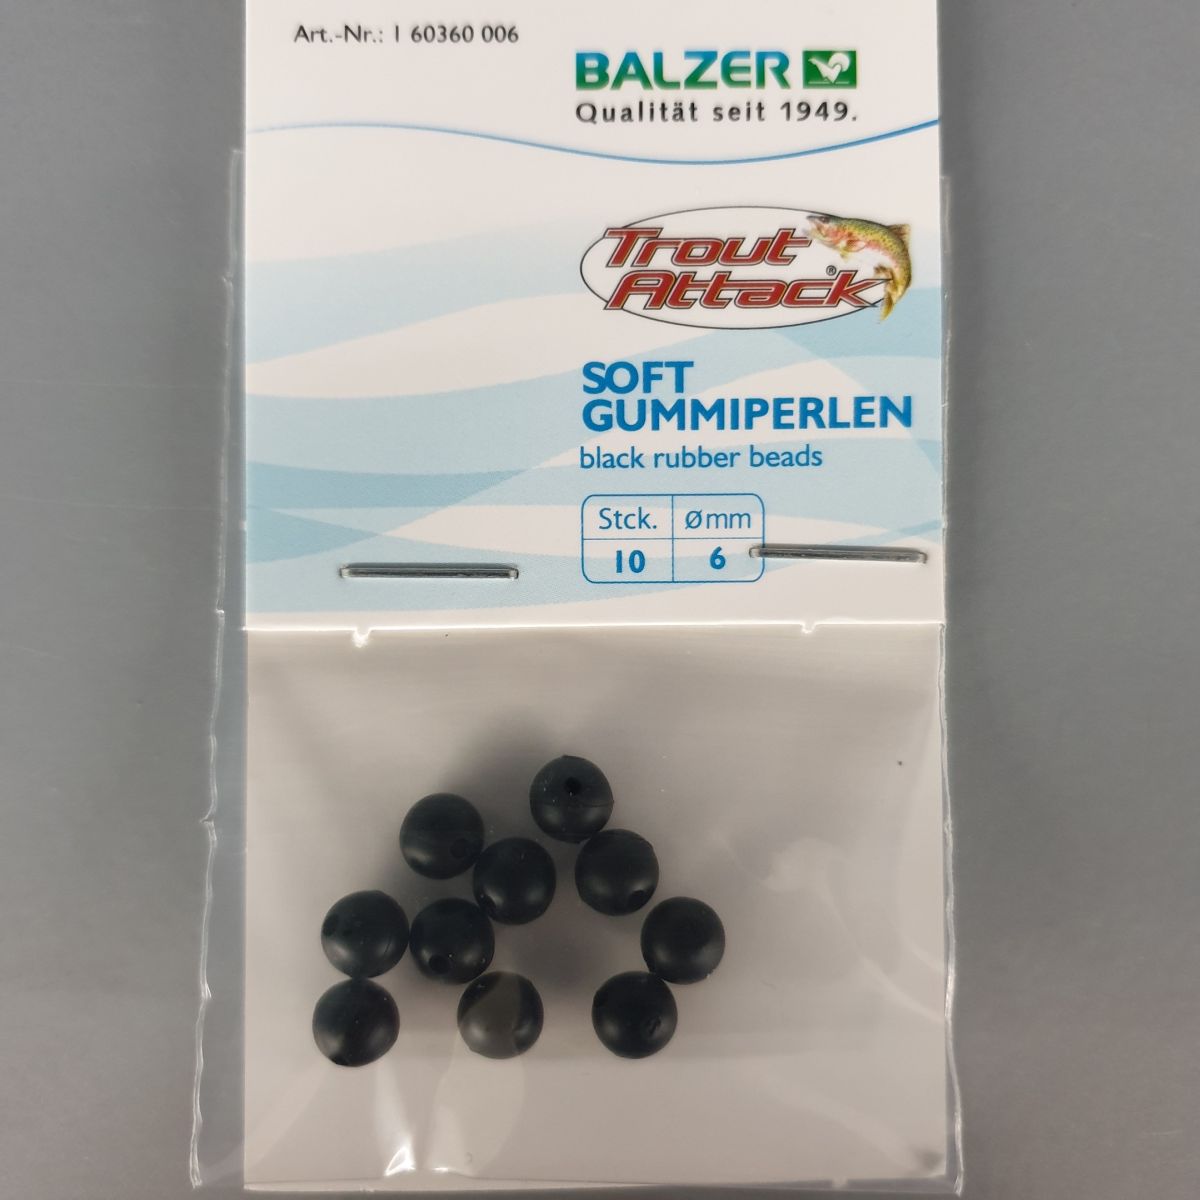 Art.-Nr.: 1 60360 006
BALZER
Qualität seit 1949.
Trout
Attack®
SOFT
GUMMIPERLEN
black rubber beads
Stck. ømm
10 6